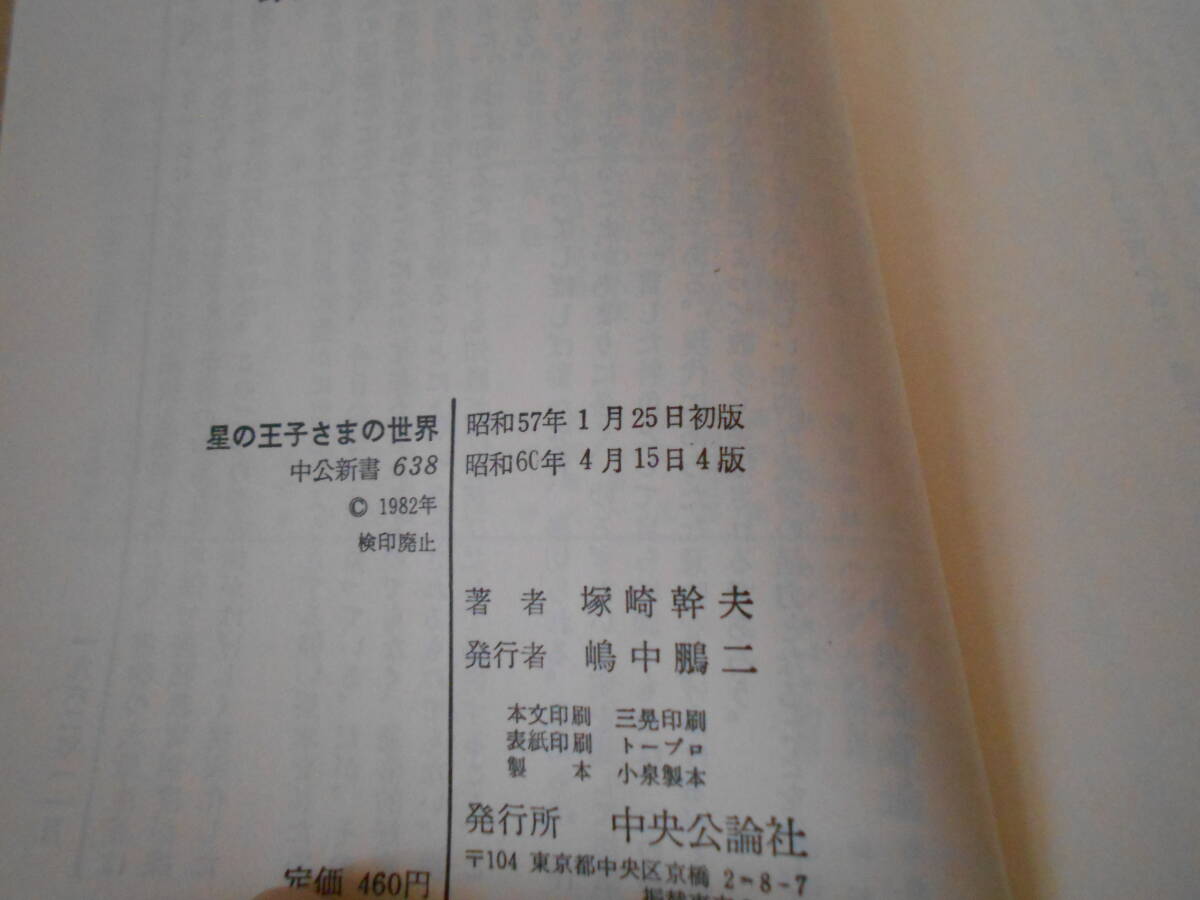 星の王子さまの世界
中公新書 638
© 1982年
検印廃止
定価 460円
昭和57年 1 月 25日初版
昭和60年 4 月 15日 4 版
著 者 塚崎幹夫
発行者 嶋中鵬二
本文印刷 三晃印刷
表紙印刷 トープロ
製 本 小泉製本
発行所 中央公論社
〒104 東京都中央区京橋 2-8-7